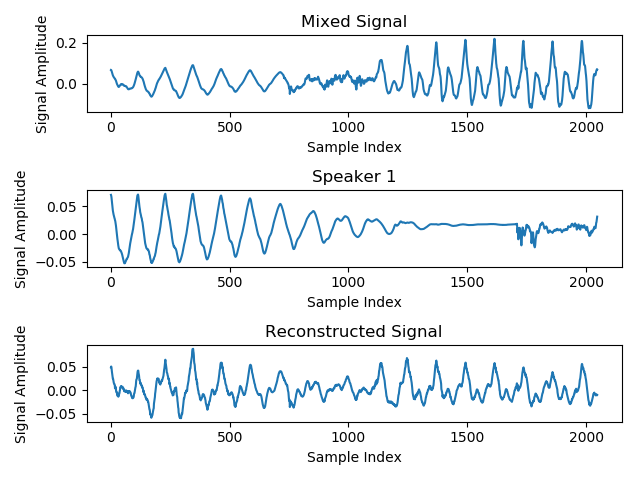 Mixed Signal
Signal Amplitude
0.2
0.0
0
500
1000
1500
2000
Sample Index
Speaker 1
Signal Amplitude
0.05
0.00
−0.05
0
500
1000
1500
2000
Sample Index
Reconstructed Signal
Signal Amplitude
0.05
0.00
−0.05
0
500
1000
1500
2000
Sample Index